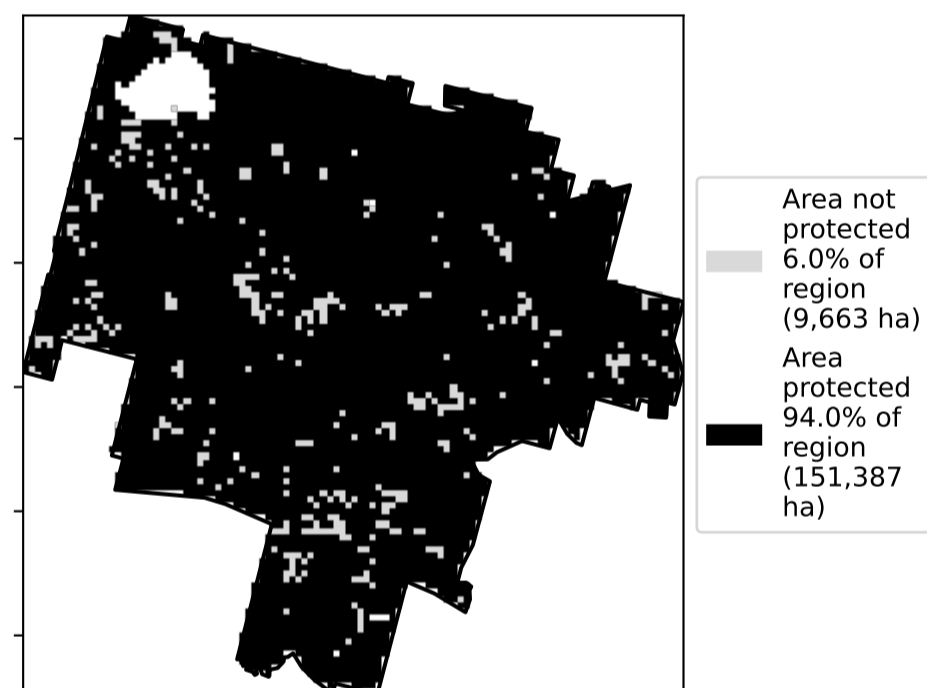 Area not
protected
6.0% of
region
(9,663 ha)
Area
protected
94.0% of
region
(151,387
ha)